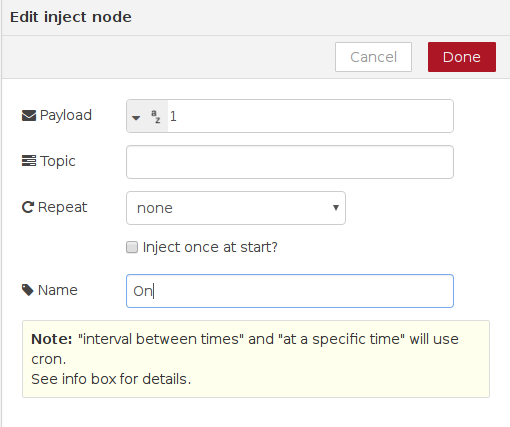 Edit inject node
Cancel Done
Payload az 1
Topic
Repeat none
Inject once at start?
Name On
Note: "interval between times" and "at a specific time" will use
cron.
See info box for details.